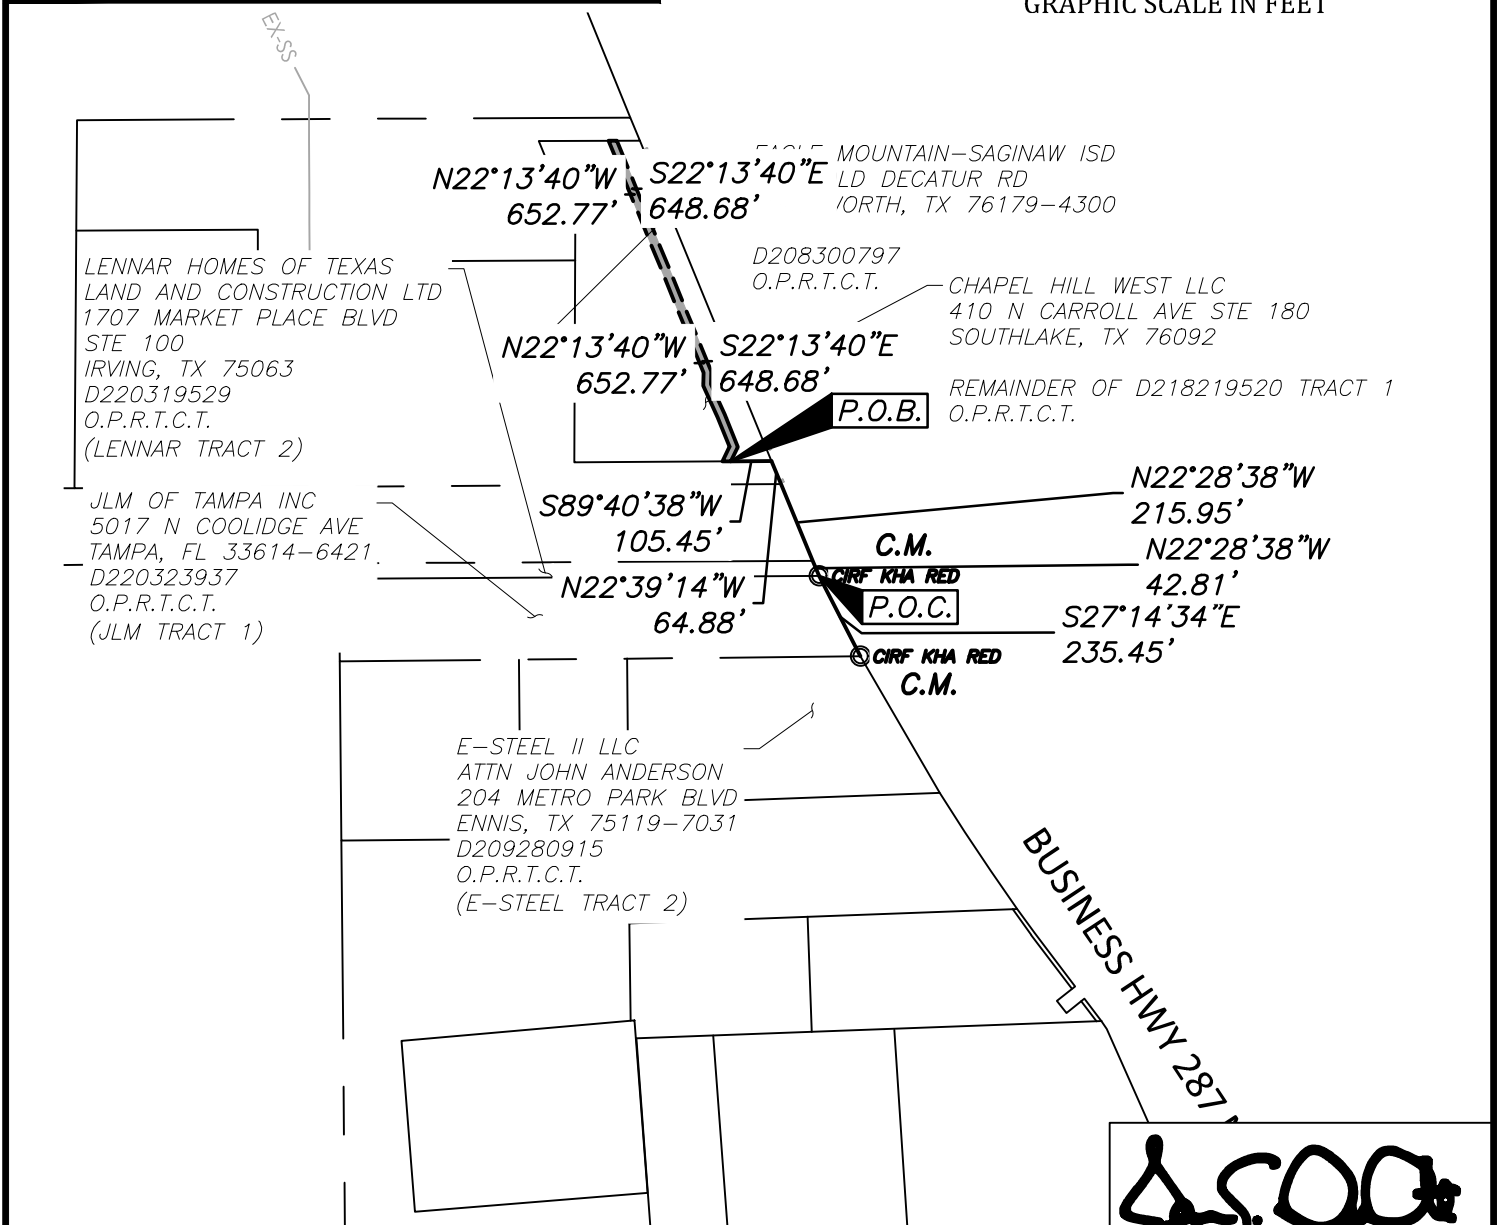 GRAPHIC SCALE IN FEET
EX-SS
MOUNTAIN-SAGINAW ISD
LD DECATUR RD
ORTH, TX 76179-4300
D208300797
O.P.R.T.C.T.
N22°13'40"W
652.77'
S22°13'40"E
648.68'
LENNAR HOMES OF TEXAS
LAND AND CONSTRUCTION LTD
1707 MARKET PLACE BLVD
STE 100
IRVING, TX 75063
D220319529
O.P.R.T.C.T.
(LENNAR TRACT 2)
CHAPEL HILL WEST LLC
410 N CARROLL AVE STE 180
SOUTHLAKE, TX 76092
REMAINDER OF D218219520 TRACT 1
O.P.R.T.C.T.
N22°13'40"W
652.77'
S22°13'40"E
648.68'
P.O.B.
JLM OF TAMPA INC
5017 N COOLIDGE AVE
TAMPA, FL 33614-6421
D220323937
O.P.R.T.C.T.
(JLM TRACT 1)
S89°40'38"W
105.45'
N22°28'38"W
215.95'
C.M.
N22°28'38"W
42.81'
CIRF KHA RED
N22°39'14"W
64.88'
P.O.C.
S27°14'34"E
235.45'
CIRF KHA RED
C.M.
E-STEEL II LLC
ATTN JOHN ANDERSON
204 METRO PARK BLVD
ENNIS, TX 75119-7031
D209280915
O.P.R.T.C.T.
(E-STEEL TRACT 2)
BUSINESS HWY 287